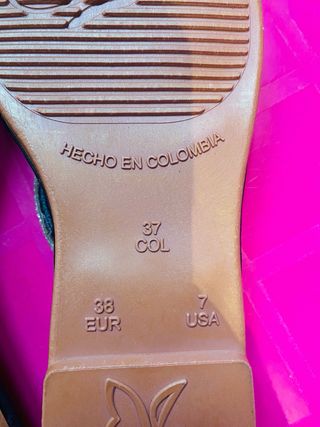 HECHO EN COLOMBIA
37
COL
38
EUR
7
USA